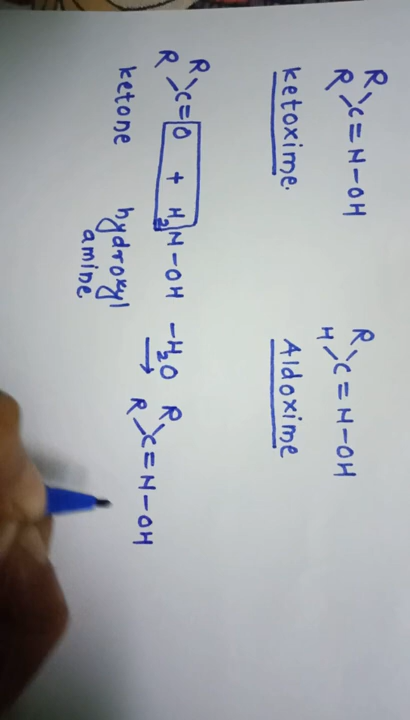 R
R C=N-OH
ketoxime.
R
H C=N-OH
Aldoxime
R
R C=O + H2N-OH -H2O → R
R C=N-OH
ketone hydroxyl
amine